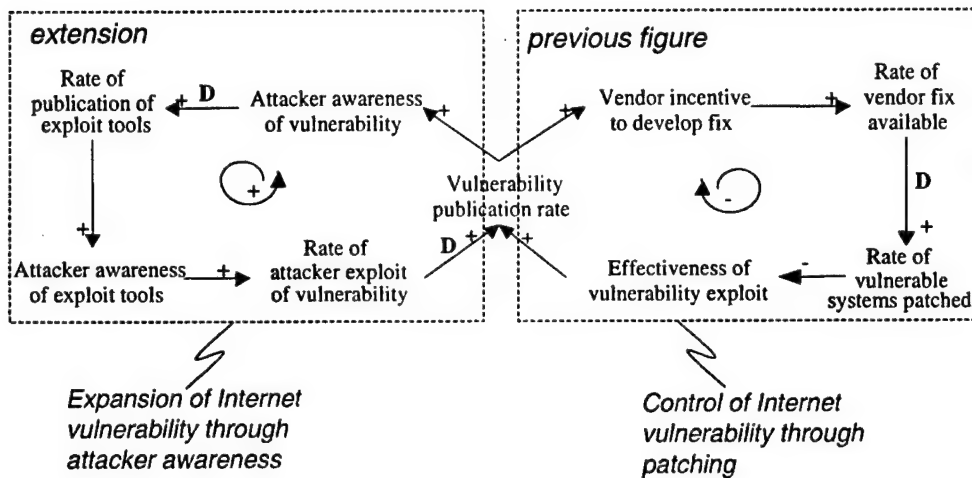 extension
previous figure
Rate of
publication of
exploit tools
+
D
Attacker awareness
of vulnerability
+
+
Vendor incentive
to develop fix
+
Rate of
vendor fix
available
+
Vulnerability
publication rate
-
D
+
+
D
+
+
Attacker awareness
of exploit tools
+
Rate of
attacker exploit
of vulnerability
Effectiveness of
vulnerability exploit
-
Rate of
vulnerable
systems patched
Expansion of Internet
vulnerability through
attacker awareness
Control of Internet
vulnerability through
patching